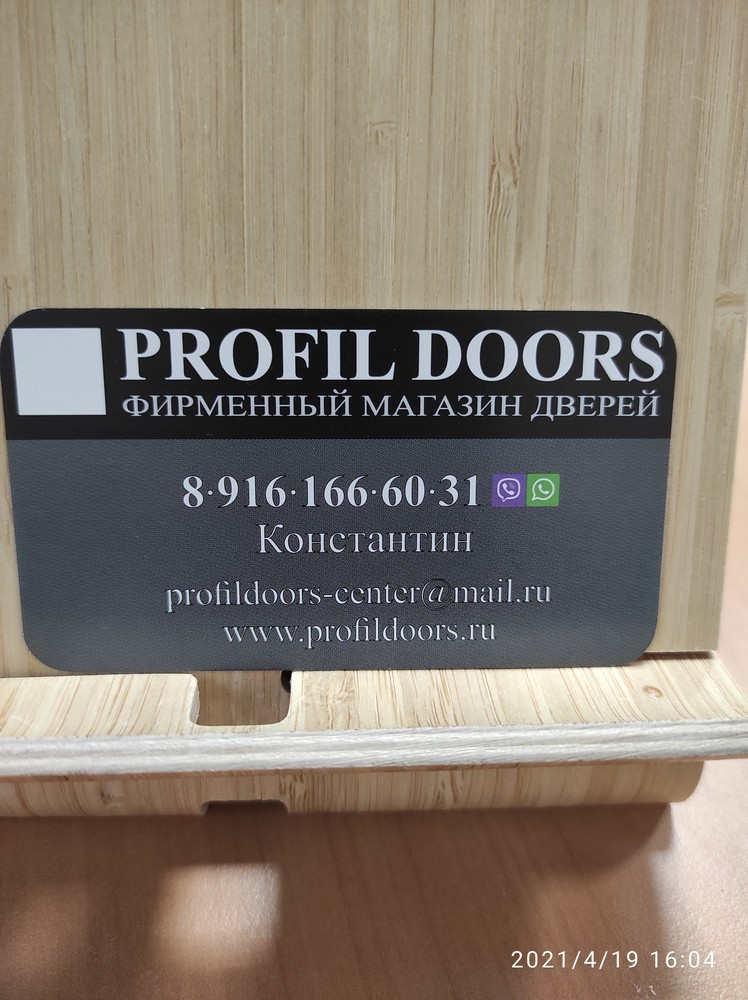 PROFIL DOORS
ФИРМЕННЫЙ МАГАЗИН ДВЕРЕЙ
8·916·166·60·31
Константин
profildoors-center@mail.ru
www.profildoors.ru
2021/4/19 16:04